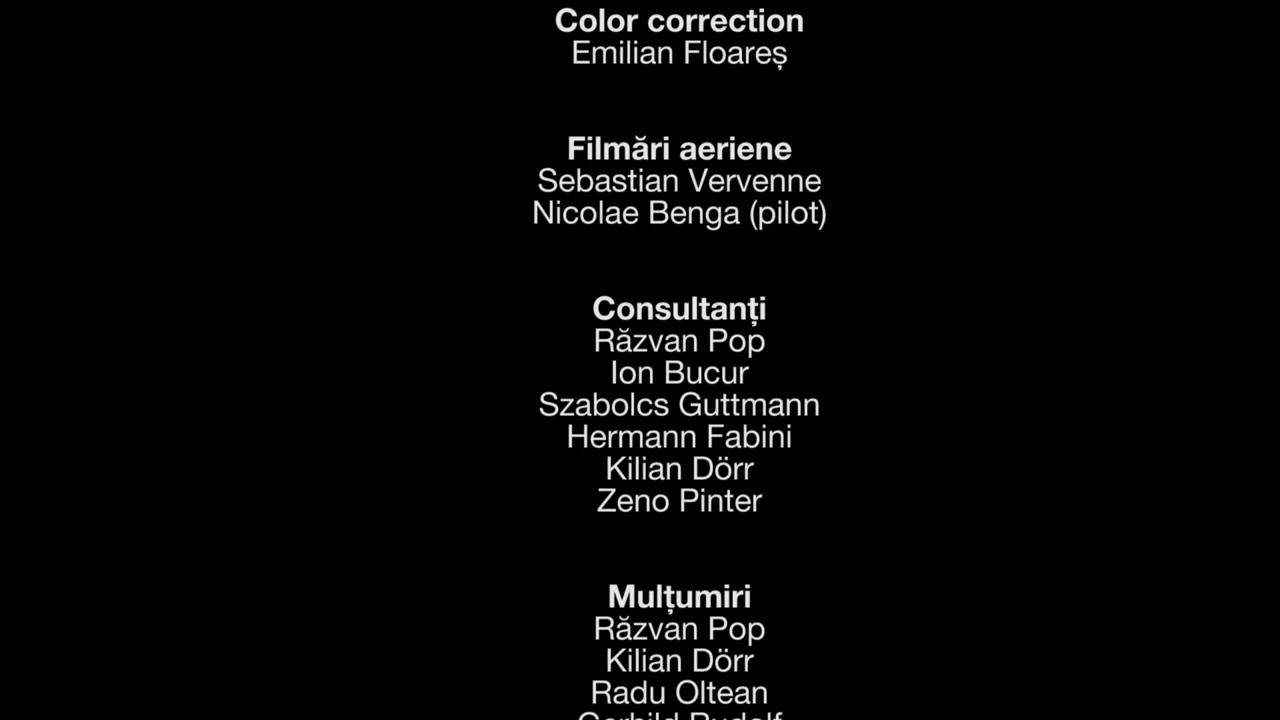 Color correction
Emilian Floareș
Filmări aeriene
Sebastian Vervenne
Nicolae Benga (pilot)
Consultanți
Răzvan Pop
Ion Bucur
Szabolcs Guttmann
Hermann Fabini
Kilian Dörr
Zeno Pinter
Mulțumiri
Răzvan Pop
Kilian Dörr
Radu Oltean